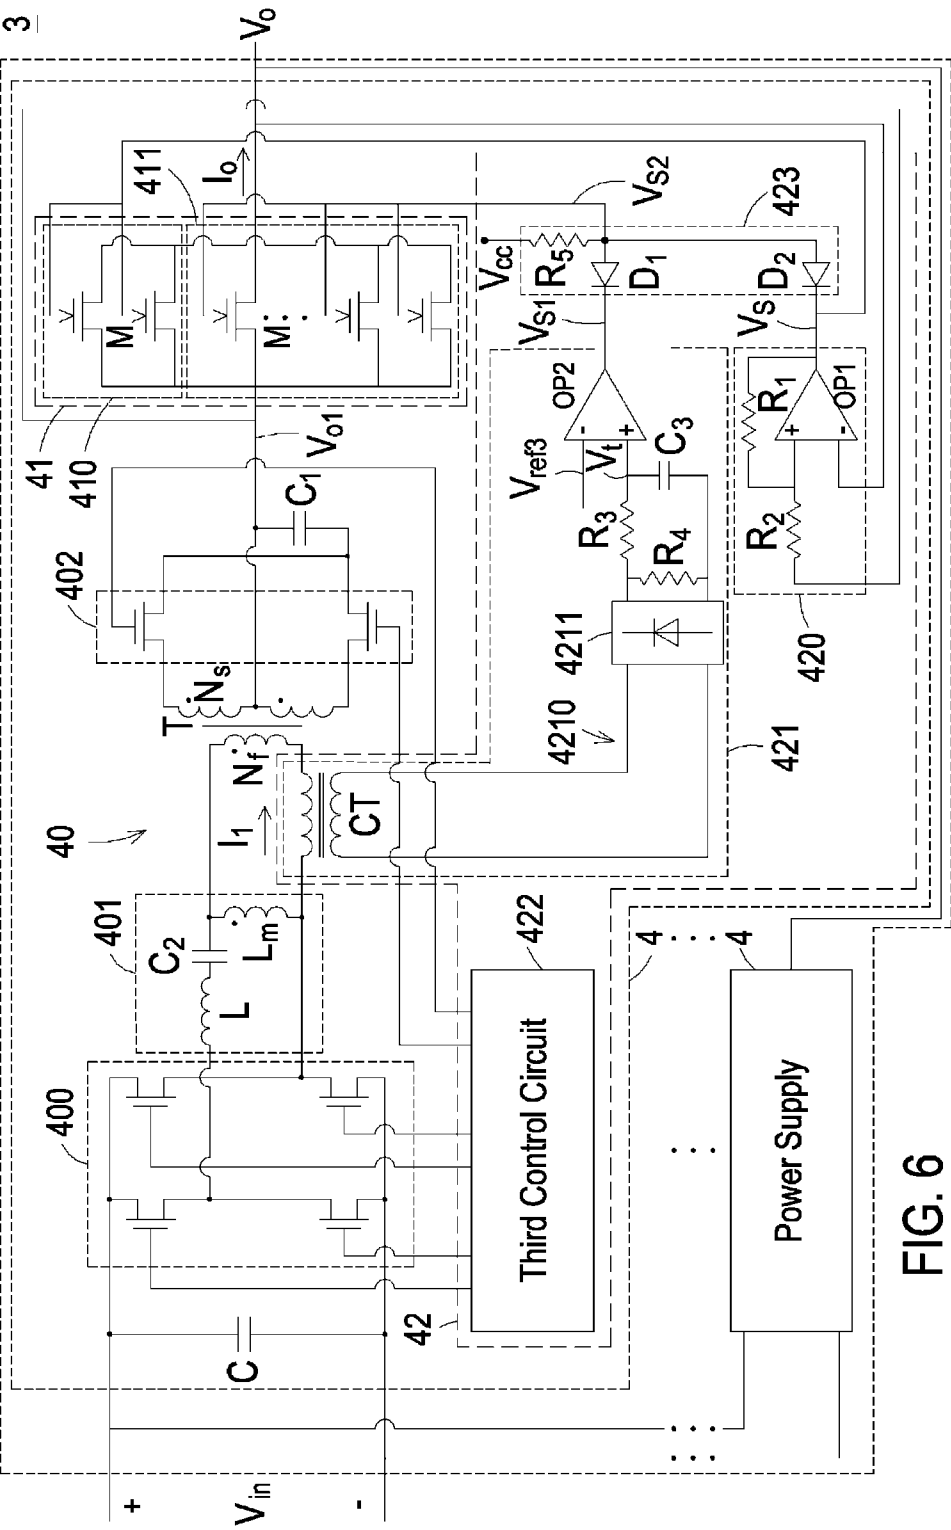 3
Vin
+
-
C
400
401
40
402
41
410
411
L
C2
Lm
I1
Nf
T
Ns
CT
C1
Vo1
M
M
Io
Vo
42
Third Control Circuit
422
4210
4211
421
R3
R4
C3
Vt
Vref3
-
+
OP2
VS1
Vcc
R5
D1
VS2
423
D2
VS
420
R2
R1
+
-
OP1
4
4
Power Supply
FIG. 6